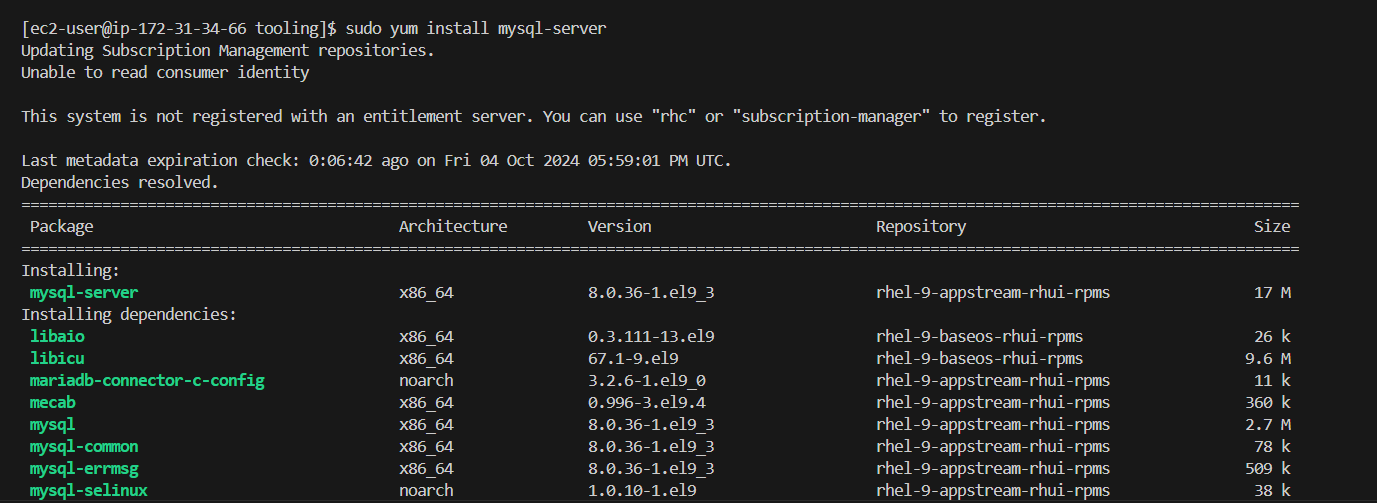 [ec2-user@ip-172-31-34-66 tooling]$ sudo yum install mysql-server
Updating Subscription Management repositories.
Unable to read consumer identity
This system is not registered with an entitlement server. You can use "rhc" or "subscription-manager" to register.
Last metadata expiration check: 0:06:42 ago on Fri 04 Oct 2024 05:59:01 PM UTC.
Dependencies resolved.
Package Architecture Version Repository Size
Installing:
mysql-server x86_64 8.0.36-1.el9_3 rhel-9-appstream-rhui-rpms 17 M
Installing dependencies:
libaio x86_64 0.3.111-13.el9 rhel-9-baseos-rhui-rpms 26 k
libicu x86_64 67.1-9.el9 rhel-9-baseos-rhui-rpms 9.6 M
mariadb-connector-c-config noarch 3.2.6-1.el9_0 rhel-9-appstream-rhui-rpms 11 k
mecab x86_64 0.996-3.el9.4 rhel-9-appstream-rhui-rpms 360 k
mysql x86_64 8.0.36-1.el9_3 rhel-9-appstream-rhui-rpms 2.7 M
mysql-common x86_64 8.0.36-1.el9_3 rhel-9-appstream-rhui-rpms 78 k
mysql-errmsg x86_64 8.0.36-1.el9_3 rhel-9-appstream-rhui-rpms 509 k
mysql-selinux noarch 1.0.10-1.el9 rhel-9-appstream-rhui-rpms 38 k